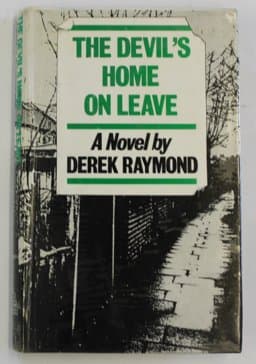 THE DEVIL'S
HOME
ON LEAVE
A Novel by
DEREK RAYMOND